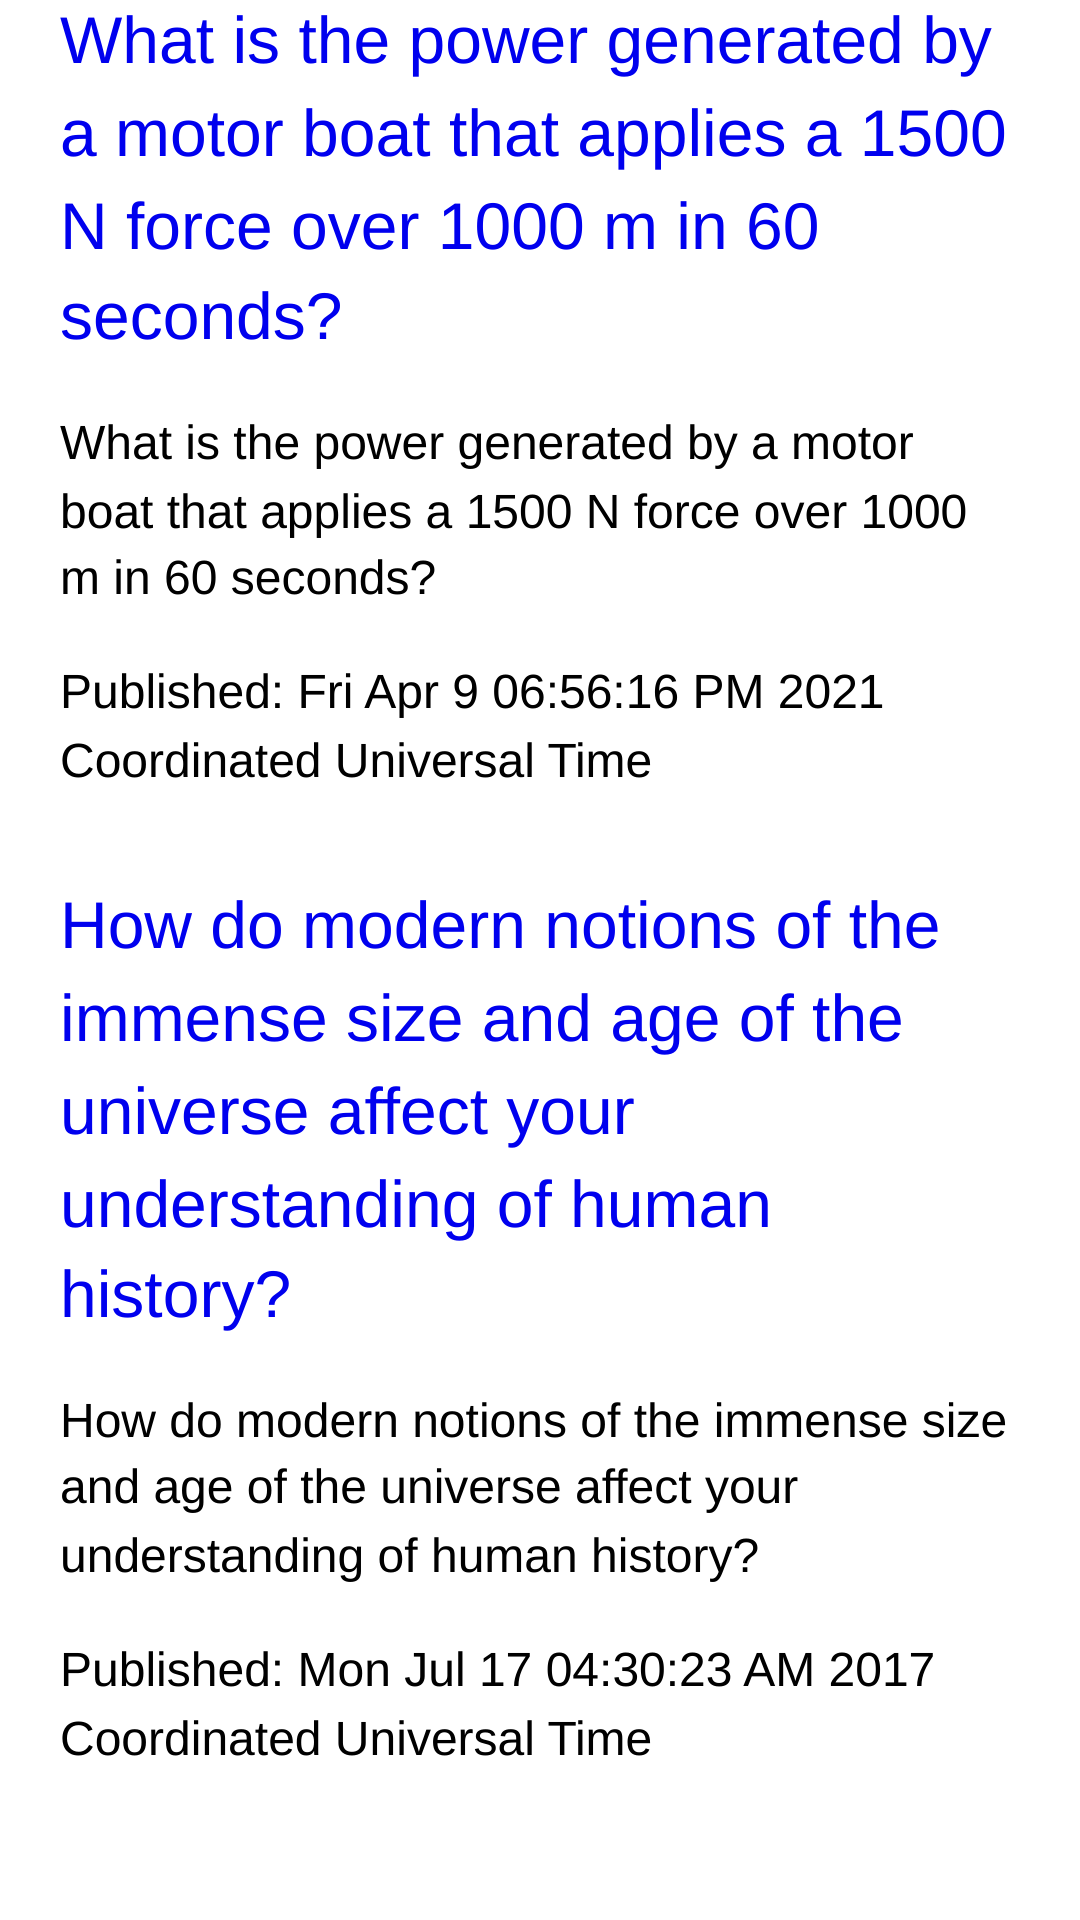 What is the power generated by
a motor boat that applies a 1500
N force over 1000 m in 60
seconds?
What is the power generated by a motor
boat that applies a 1500 N force over 1000
m in 60 seconds?
Published: Fri Apr 9 06:56:16 PM 2021
Coordinated Universal Time
How do modern notions of the
immense size and age of the
universe affect your
understanding of human
history?
How do modern notions of the immense size
and age of the universe affect your
understanding of human history?
Published: Mon Jul 17 04:30:23 AM 2017
Coordinated Universal Time